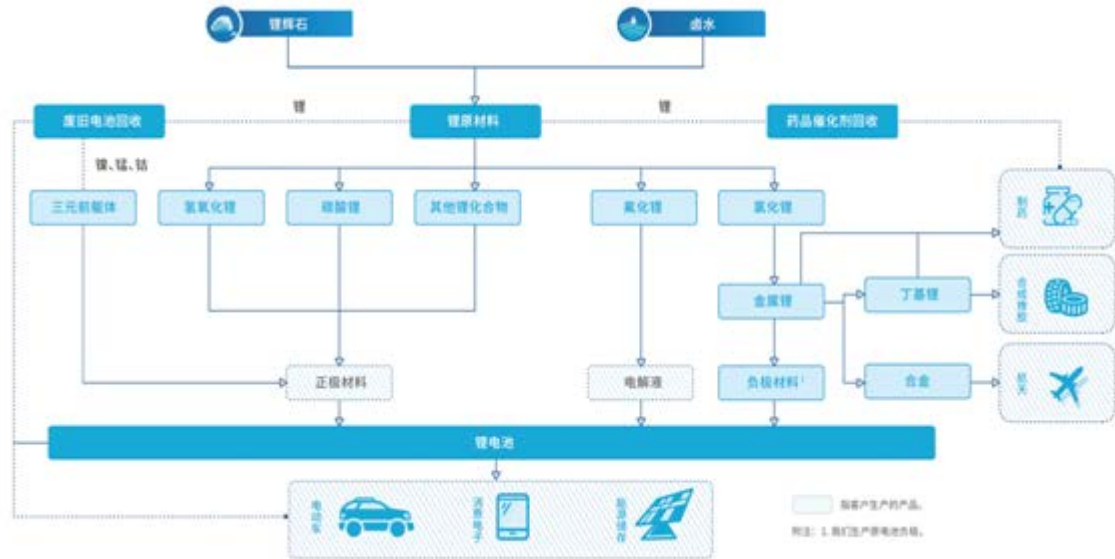 锂辉石
卤水
锂
锂
废旧电池回收
锂原材料
药品催化剂回收
镍、锰、钴
三元前驱体
氢氧化锂
碳酸锂
其他锂化合物
氟化锂
氯化锂
制药
金属锂
丁基锂
合成橡胶
正极材料
电解液
负极材料¹
合金
航天
锂电池
电动车
消费电子
能源储存
指客户生产的产品。
附注：1. 我们生产原电池负极。